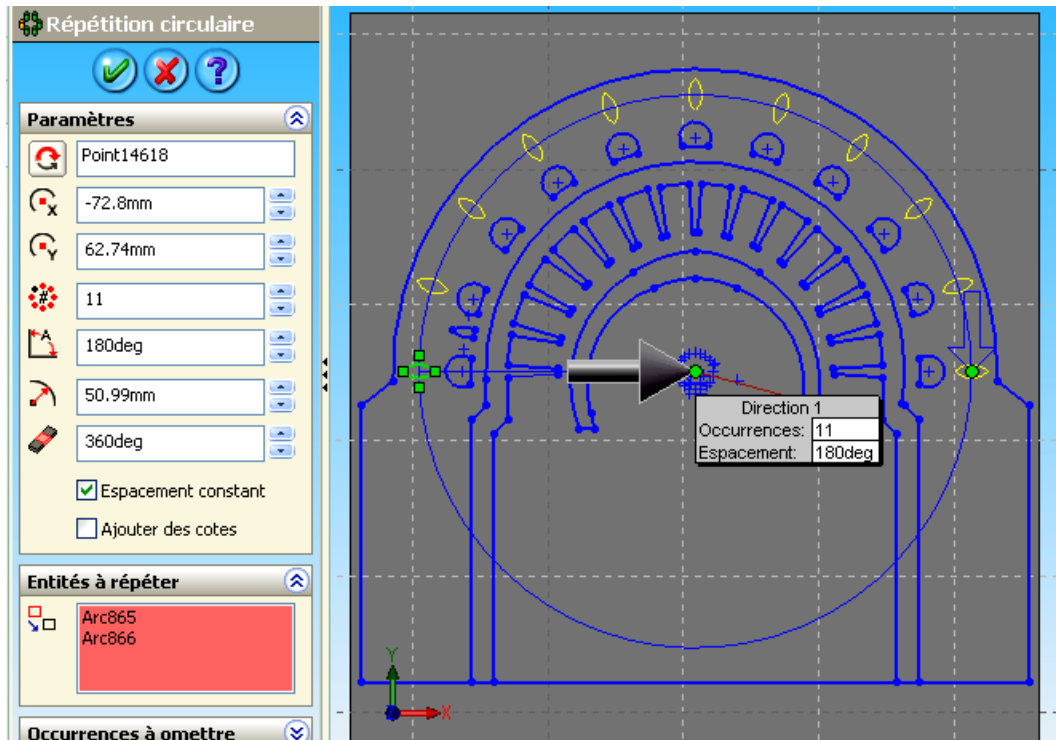 Répétition circulaire
?
Paramètres
Point14618
x
-72.8mm
Y
62.74mm
#
11
A
180deg
50.99mm
360deg
Espacement constant
Ajouter des cotes
Entités à répéter
Arc865
Arc866
Occurrences à omettre
Direction 1
Occurrences: 11
Espacement: 180deg
Y
X